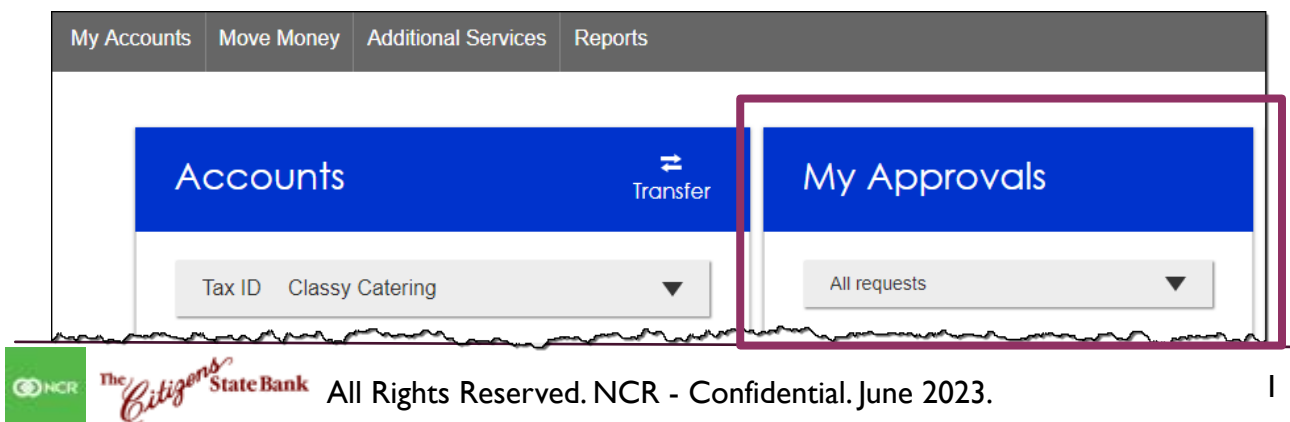 My Accounts Move Money Additional Services Reports
Accounts
Transfer
My Approvals
Tax ID Classy Catering
All requests
NCR
The Citizens State Bank
All Rights Reserved. NCR - Confidential. June 2023.
1